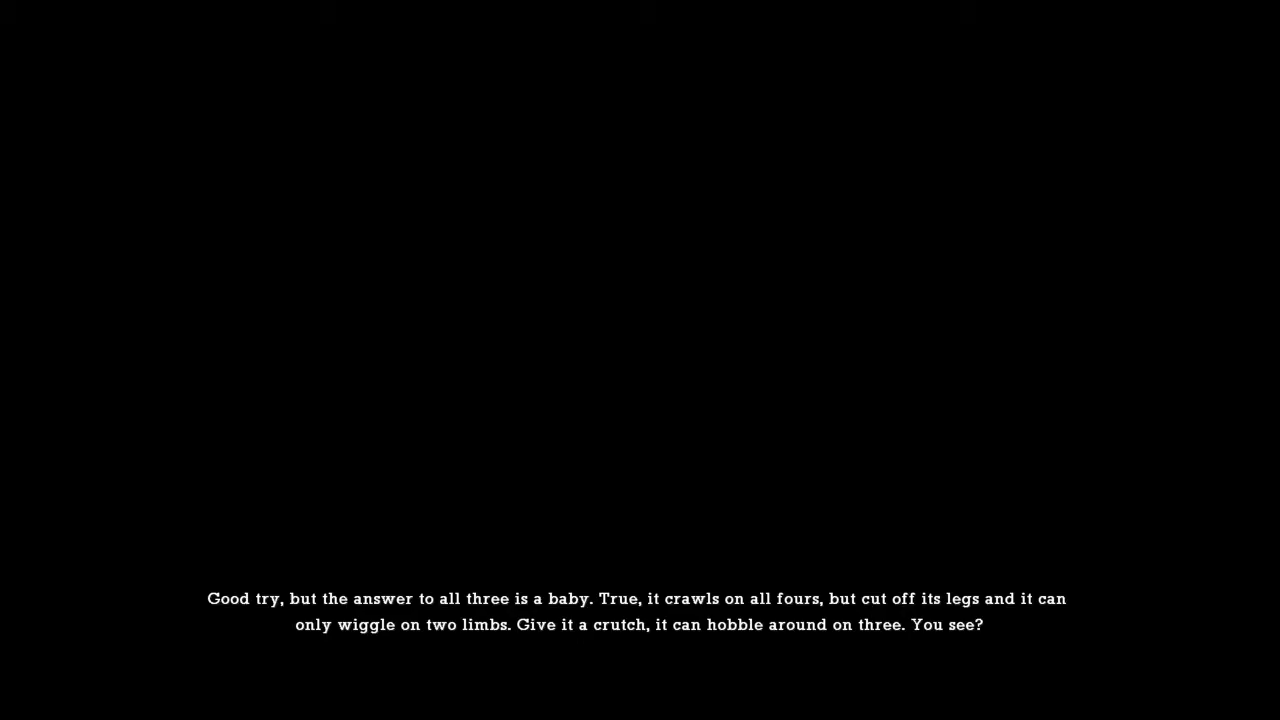 Good try, but the answer to all three is a baby. True, it crawls on all fours, but cut off its legs and it can
only wiggle on two limbs. Give it a crutch, it can hobble around on three. You see?